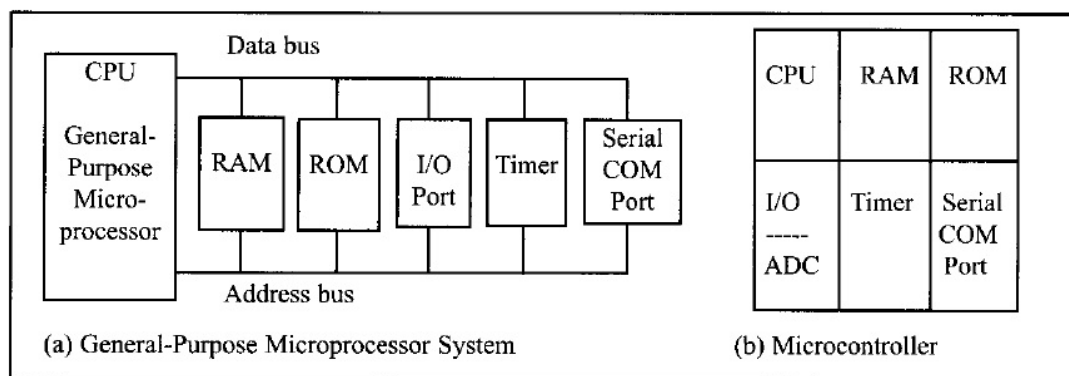 Data bus
CPU
General-
Purpose
Micro-
processor
RAM
ROM
I/O
Port
Timer
Serial
COM
Port
Address bus
(a) General-Purpose Microprocessor System
CPU
RAM
ROM
I/O
-----
ADC
Timer
Serial
COM
Port
(b) Microcontroller